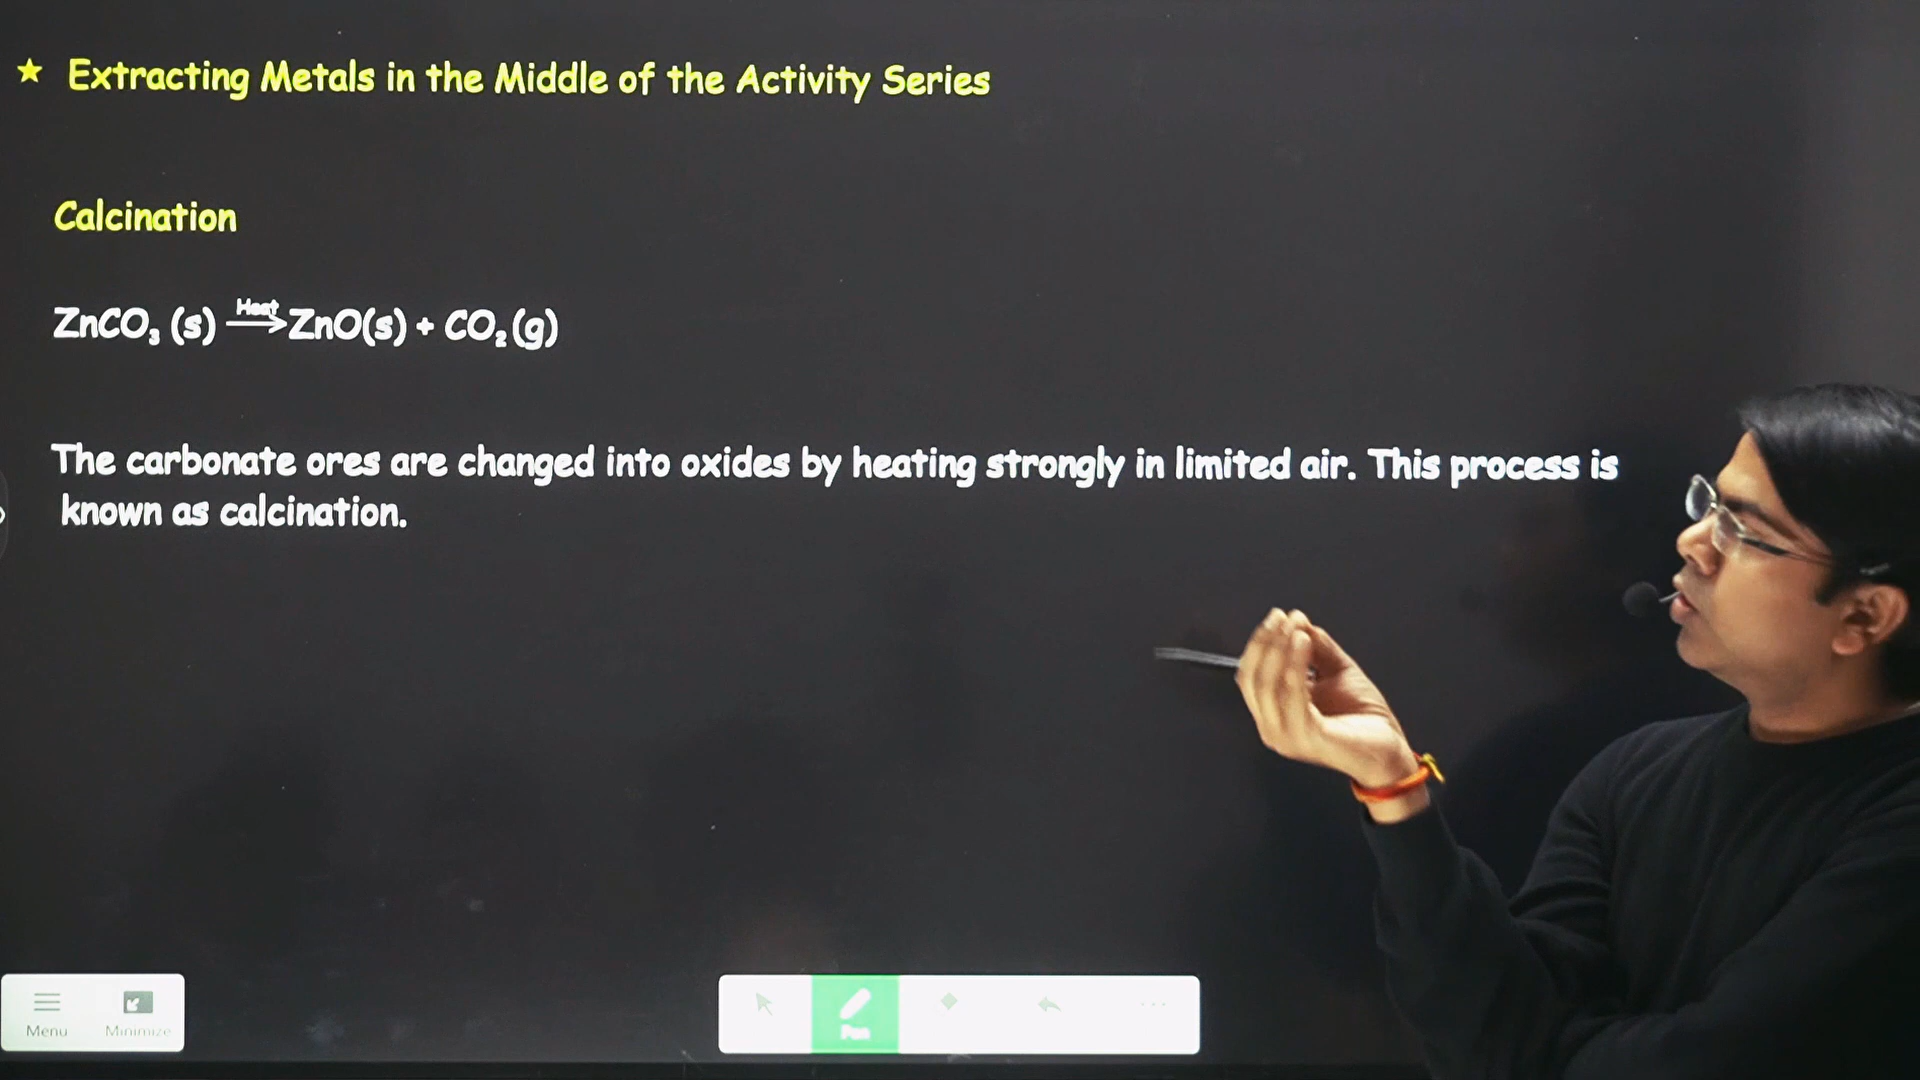 ★ Extracting Metals in the Middle of the Activity Series
Calcination
ZnCO₃ (s) Heat→ ZnO(s) + CO₂ (g)
The carbonate ores are changed into oxides by heating strongly in limited air. This process is
known as calcination.
Menu Minimize Pen